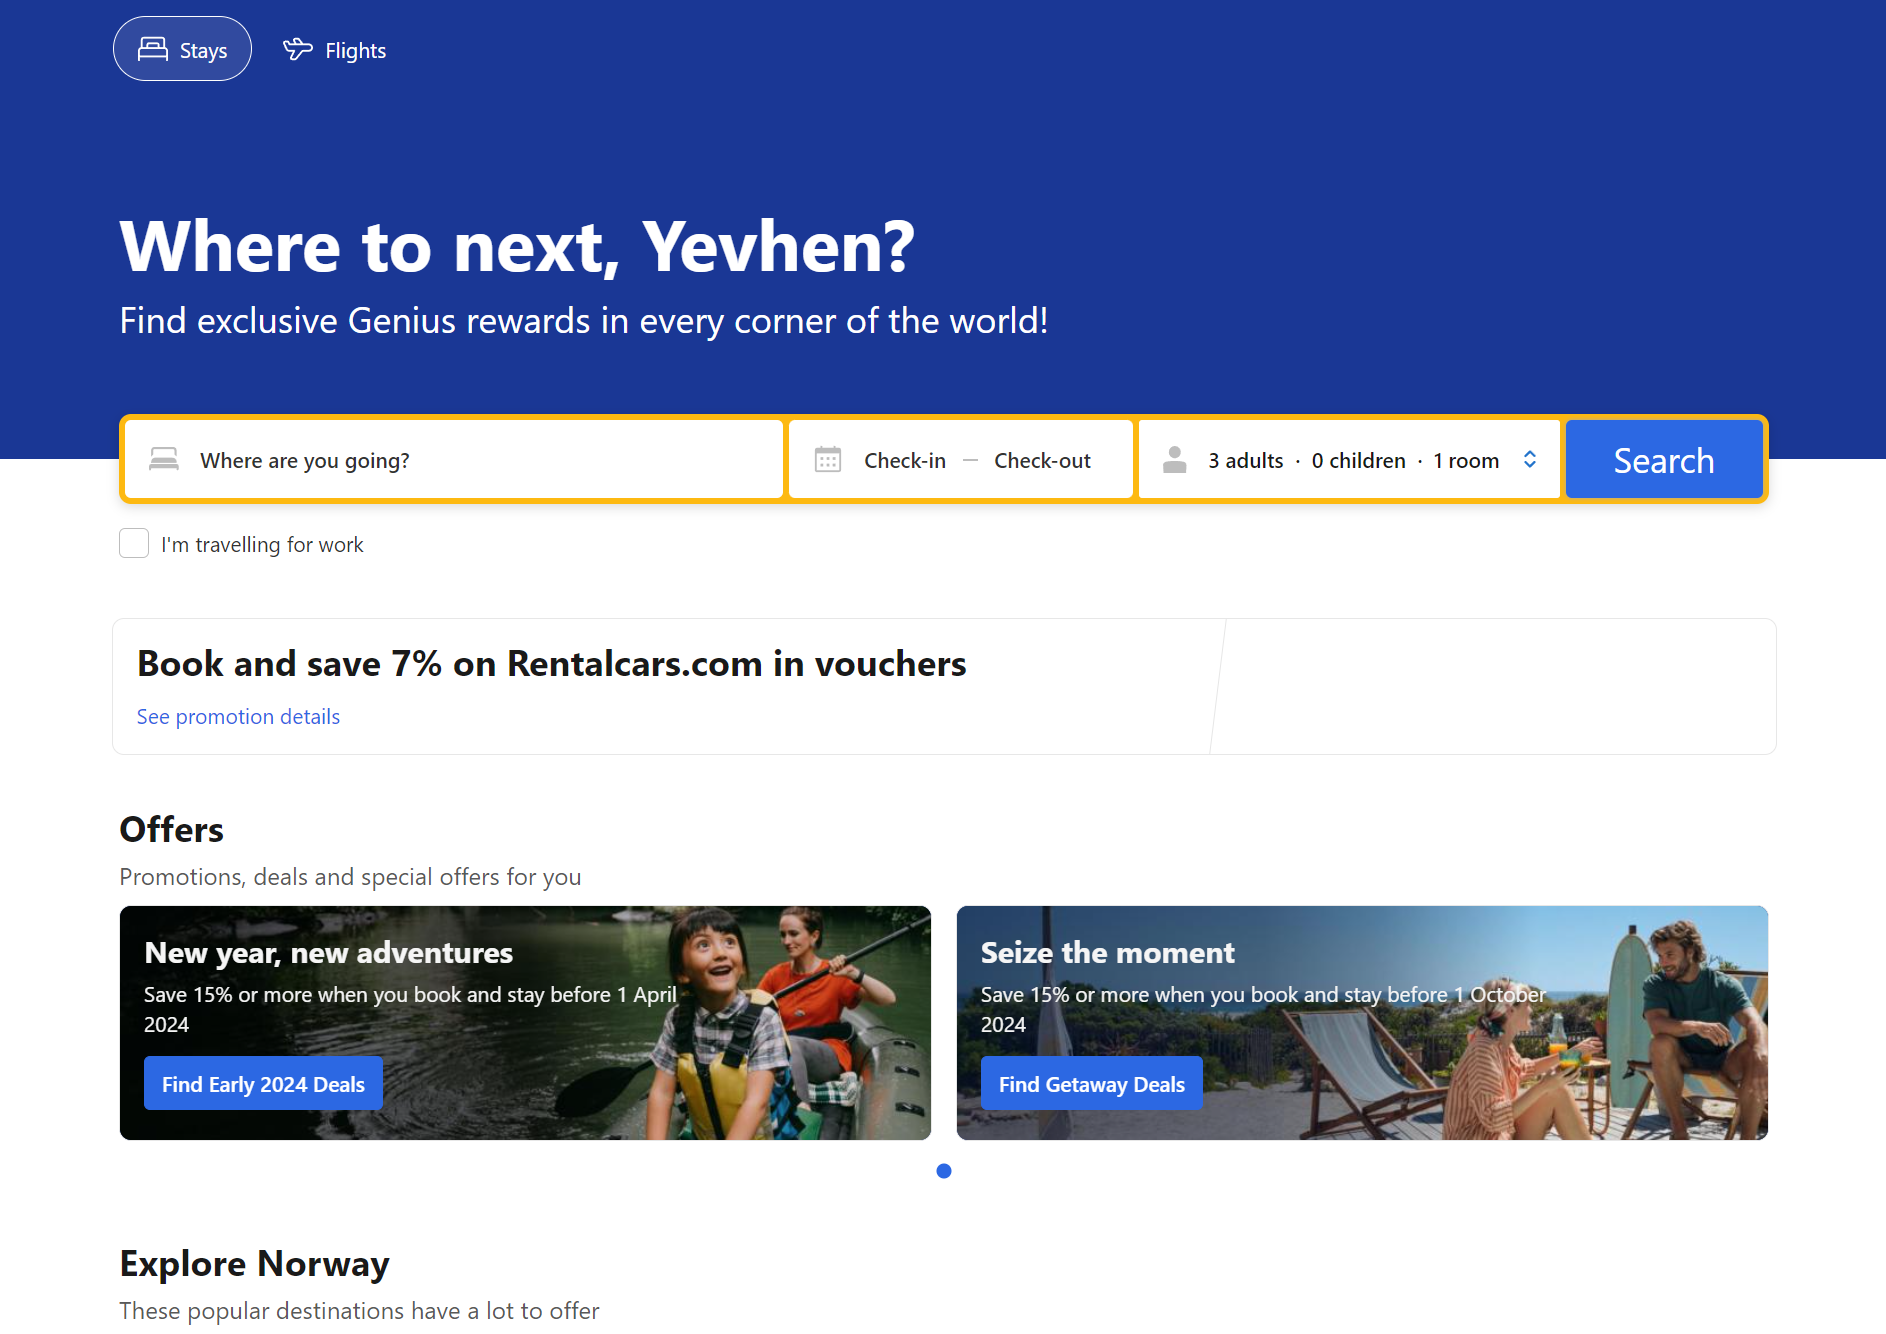 Stays
Flights
Where to next, Yevhen?
Find exclusive Genius rewards in every corner of the world!
Where are you going?
Check-in — Check-out
3 adults · 0 children · 1 room
Search
I'm travelling for work
Book and save 7% on Rentalcars.com in vouchers
See promotion details
Offers
Promotions, deals and special offers for you
New year, new adventures
Save 15% or more when you book and stay before 1 April
2024
Find Early 2024 Deals
Seize the moment
Save 15% or more when you book and stay before 1 October
2024
Find Getaway Deals
Explore Norway
These popular destinations have a lot to offer